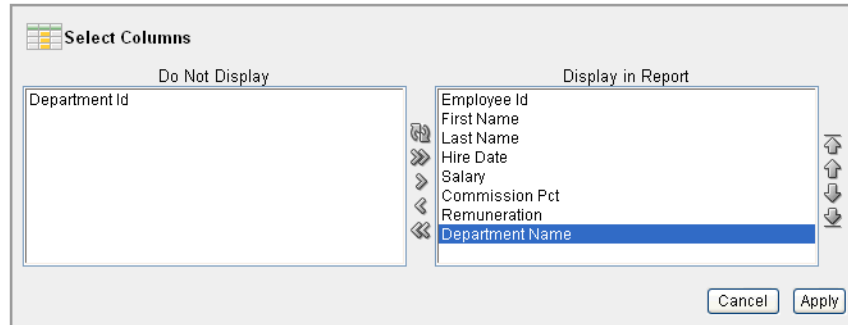 Select Columns
Do Not Display
Display in Report
Department Id
Employee Id
First Name
Last Name
Hire Date
Salary
Commission Pct
Remuneration
Department Name
Cancel
Apply